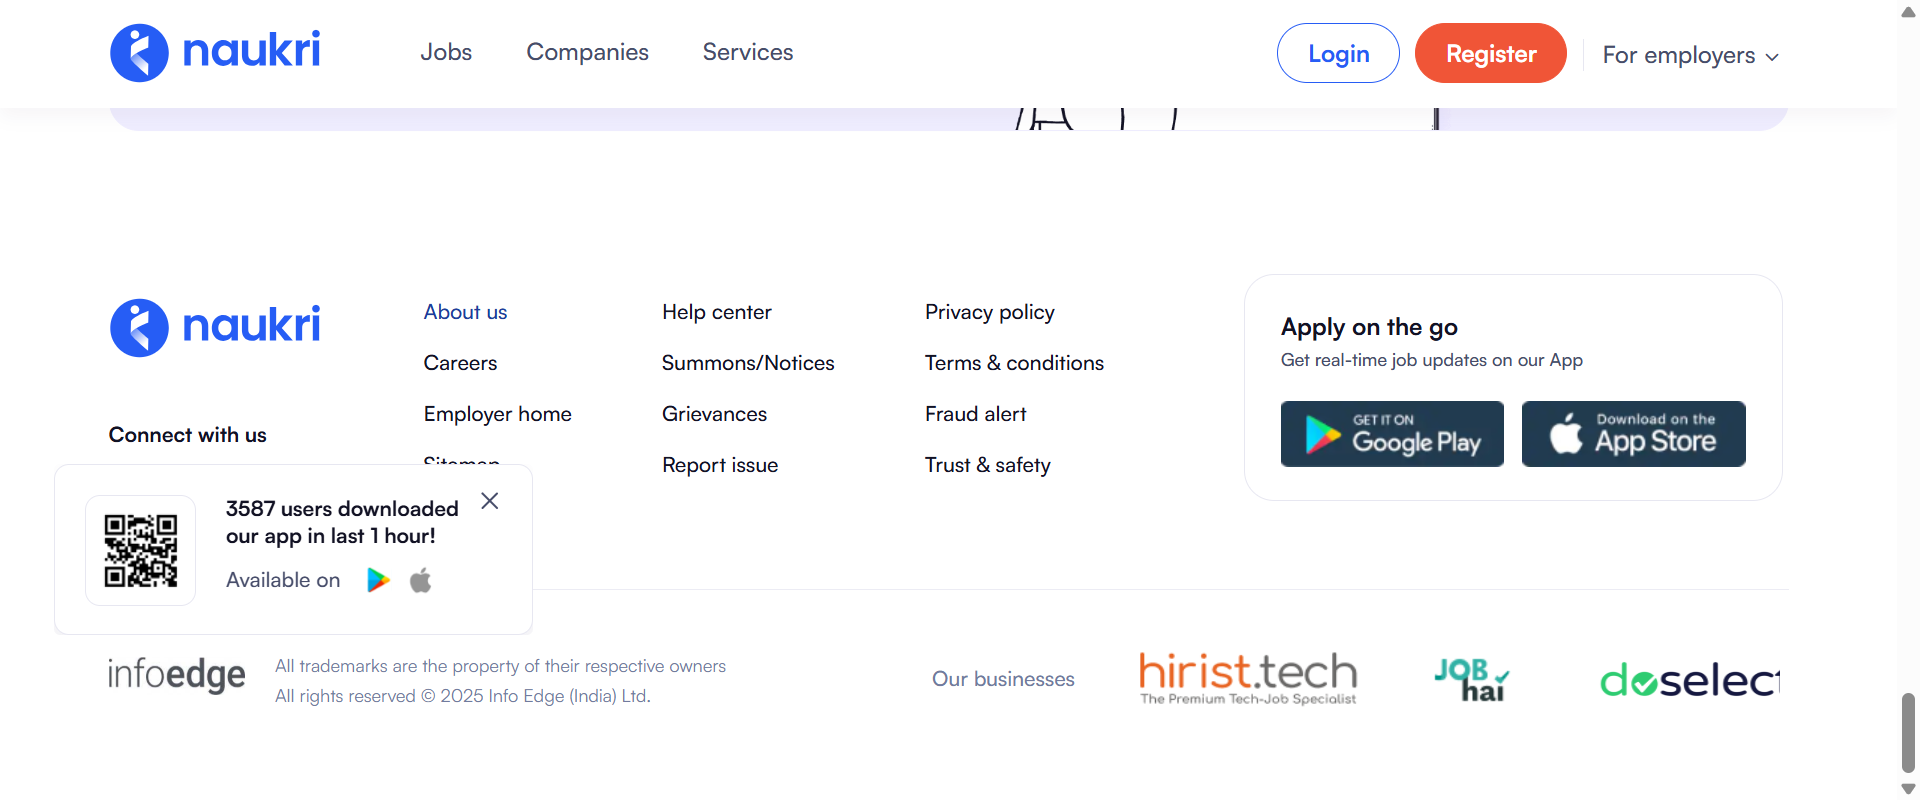 naukri
Jobs
Companies
Services
Login
Register
For employers
naukri
Connect with us
About us
Careers
Employer home
Sitemap
Help center
Summons/Notices
Grievances
Report issue
Privacy policy
Terms & conditions
Fraud alert
Trust & safety
Apply on the go
Get real-time job updates on our App
GET IT ON
Google Play
Download on the
App Store
3587 users downloaded
our app in last 1 hour!
Available on
infoedge
All trademarks are the property of their respective owners
All rights reserved © 2025 Info Edge (India) Ltd.
Our businesses
hirist.tech
The Premium Tech-Job Specialist
JOB
hai
doselect